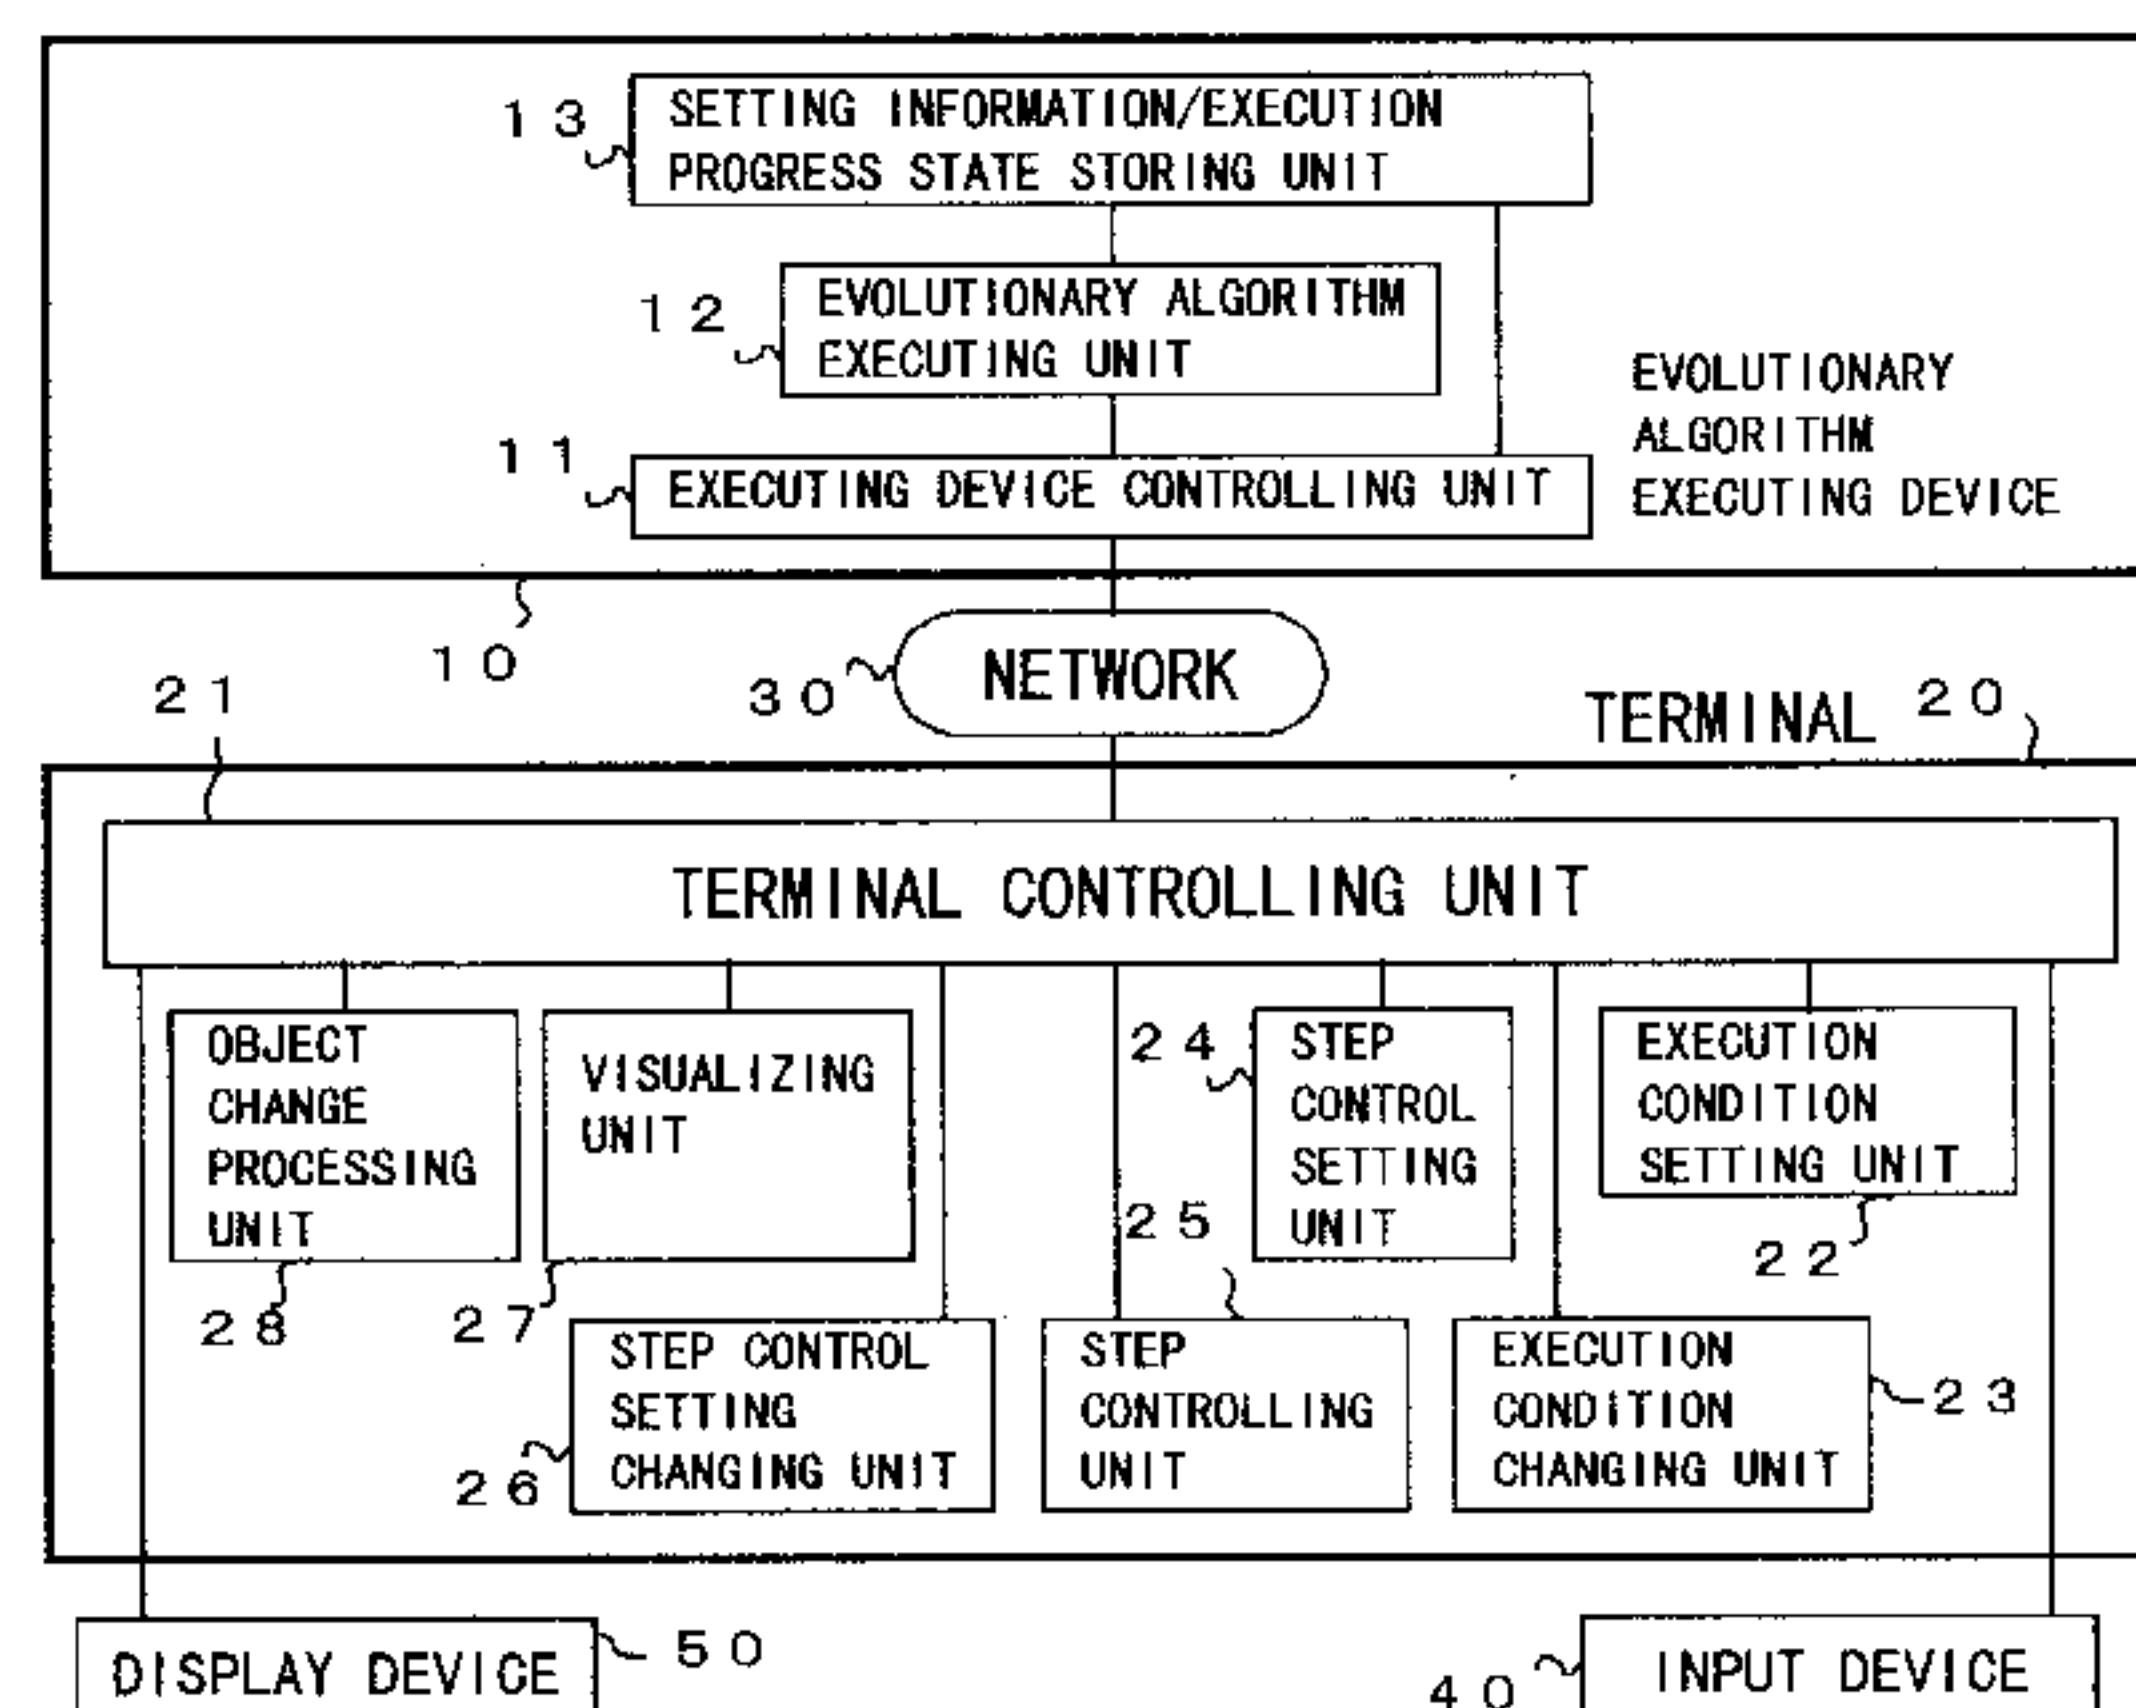 13
SETTING INFORMATION/EXECUTION
PROGRESS STATE STORING UNIT
12
EVOLUTIONARY ALGORITHM
EXECUTING UNIT
EVOLUTIONARY
ALGORITHM
EXECUTING DEVICE
11
EXECUTING DEVICE CONTROLLING UNIT
10
30
NETWORK
21
TERMINAL
20
TERMINAL CONTROLLING UNIT
OBJECT
CHANGE
PROCESSING
UNIT
28
VISUALIZING
UNIT
27
24
STEP
CONTROL
SETTING
UNIT
EXECUTION
CONDITION
SETTING UNIT
22
25
STEP CONTROL
SETTING
CHANGING UNIT
26
STEP
CONTROLLING
UNIT
EXECUTION
CONDITION
CHANGING UNIT
23
DISPLAY DEVICE
50
40
INPUT DEVICE